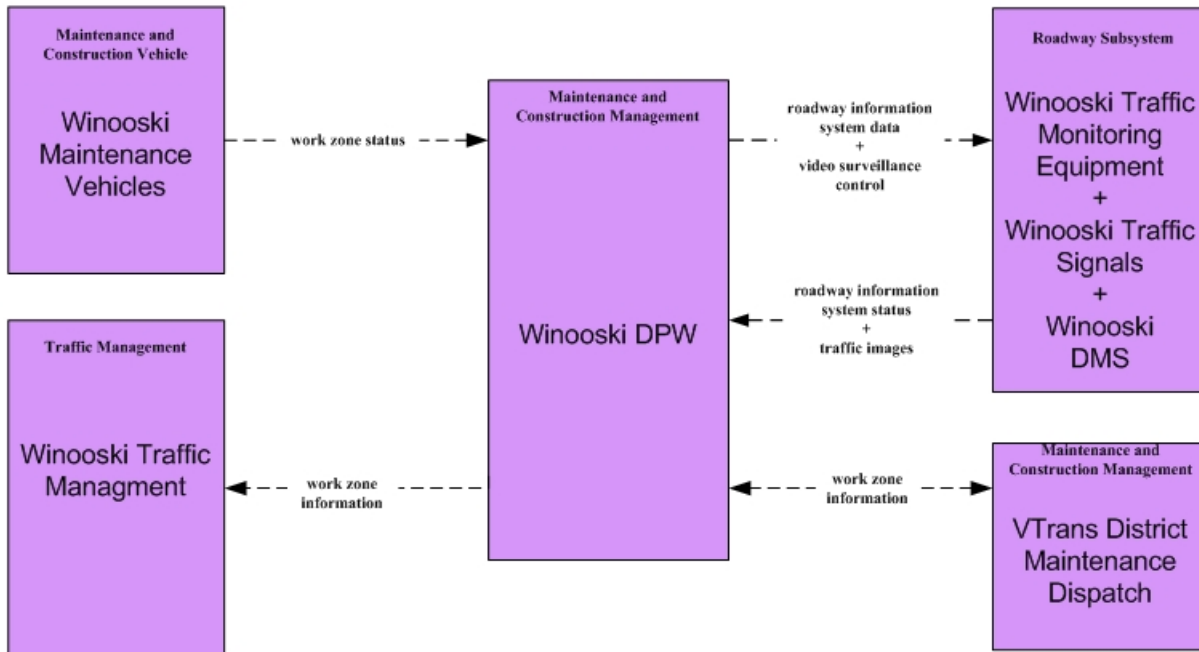 Maintenance and
Construction Vehicle
Winooski
Maintenance
Vehicles
work zone status
Traffic Management
Winooski Traffic
Managment
work zone
information
Maintenance and
Construction Management
Winooski DPW
roadway information
system data
+
video surveillance
control
roadway information
system status
+
traffic images
work zone
information
Roadway Subsystem
Winooski Traffic
Monitoring
Equipment
+
Winooski Traffic
Signals
+
Winooski
DMS
Maintenance and
Construction Management
VTrans District
Maintenance
Dispatch